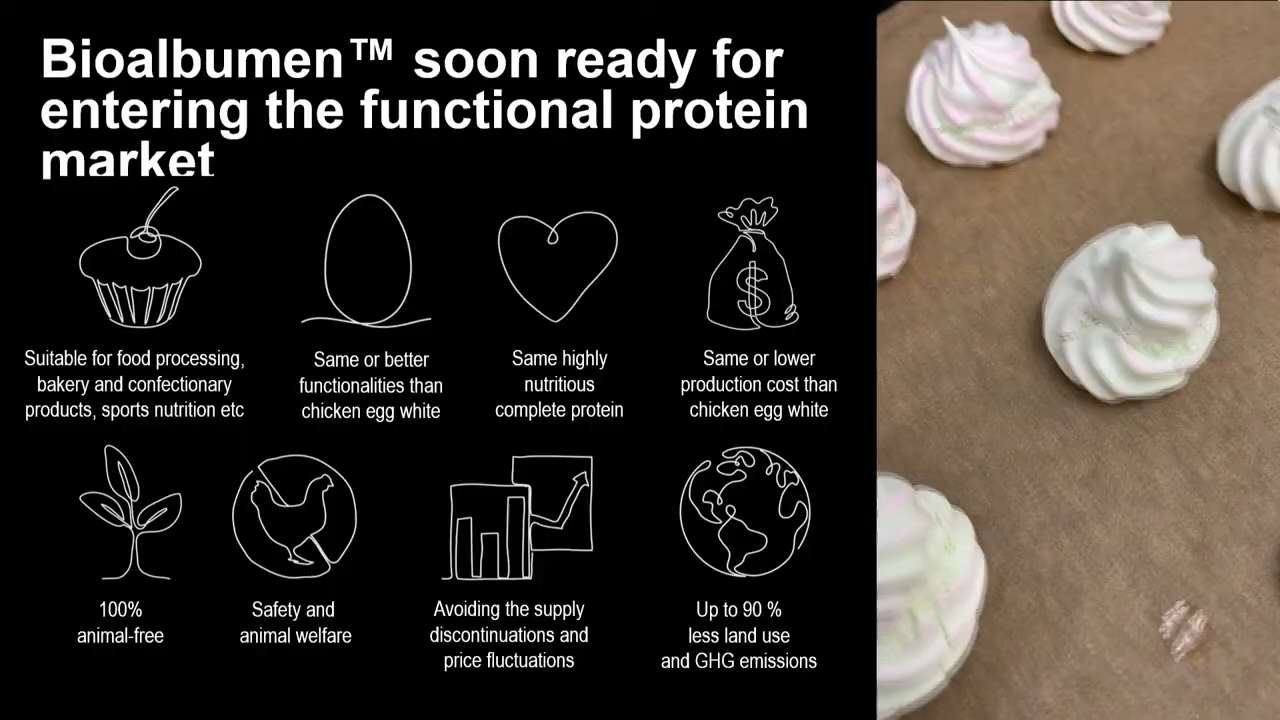 Bioalbumen™ soon ready for
entering the functional protein
market
$
Suitable for food processing,
bakery and confectionary
products, sports nutrition etc
Same or better
functionalities than
chicken egg white
Same highly
nutritious
complete protein
Same or lower
production cost than
chicken egg white
100%
animal-free
Safety and
animal welfare
Avoiding the supply
discontinuations and
price fluctuations
Up to 90 %
less land use
and GHG emissions